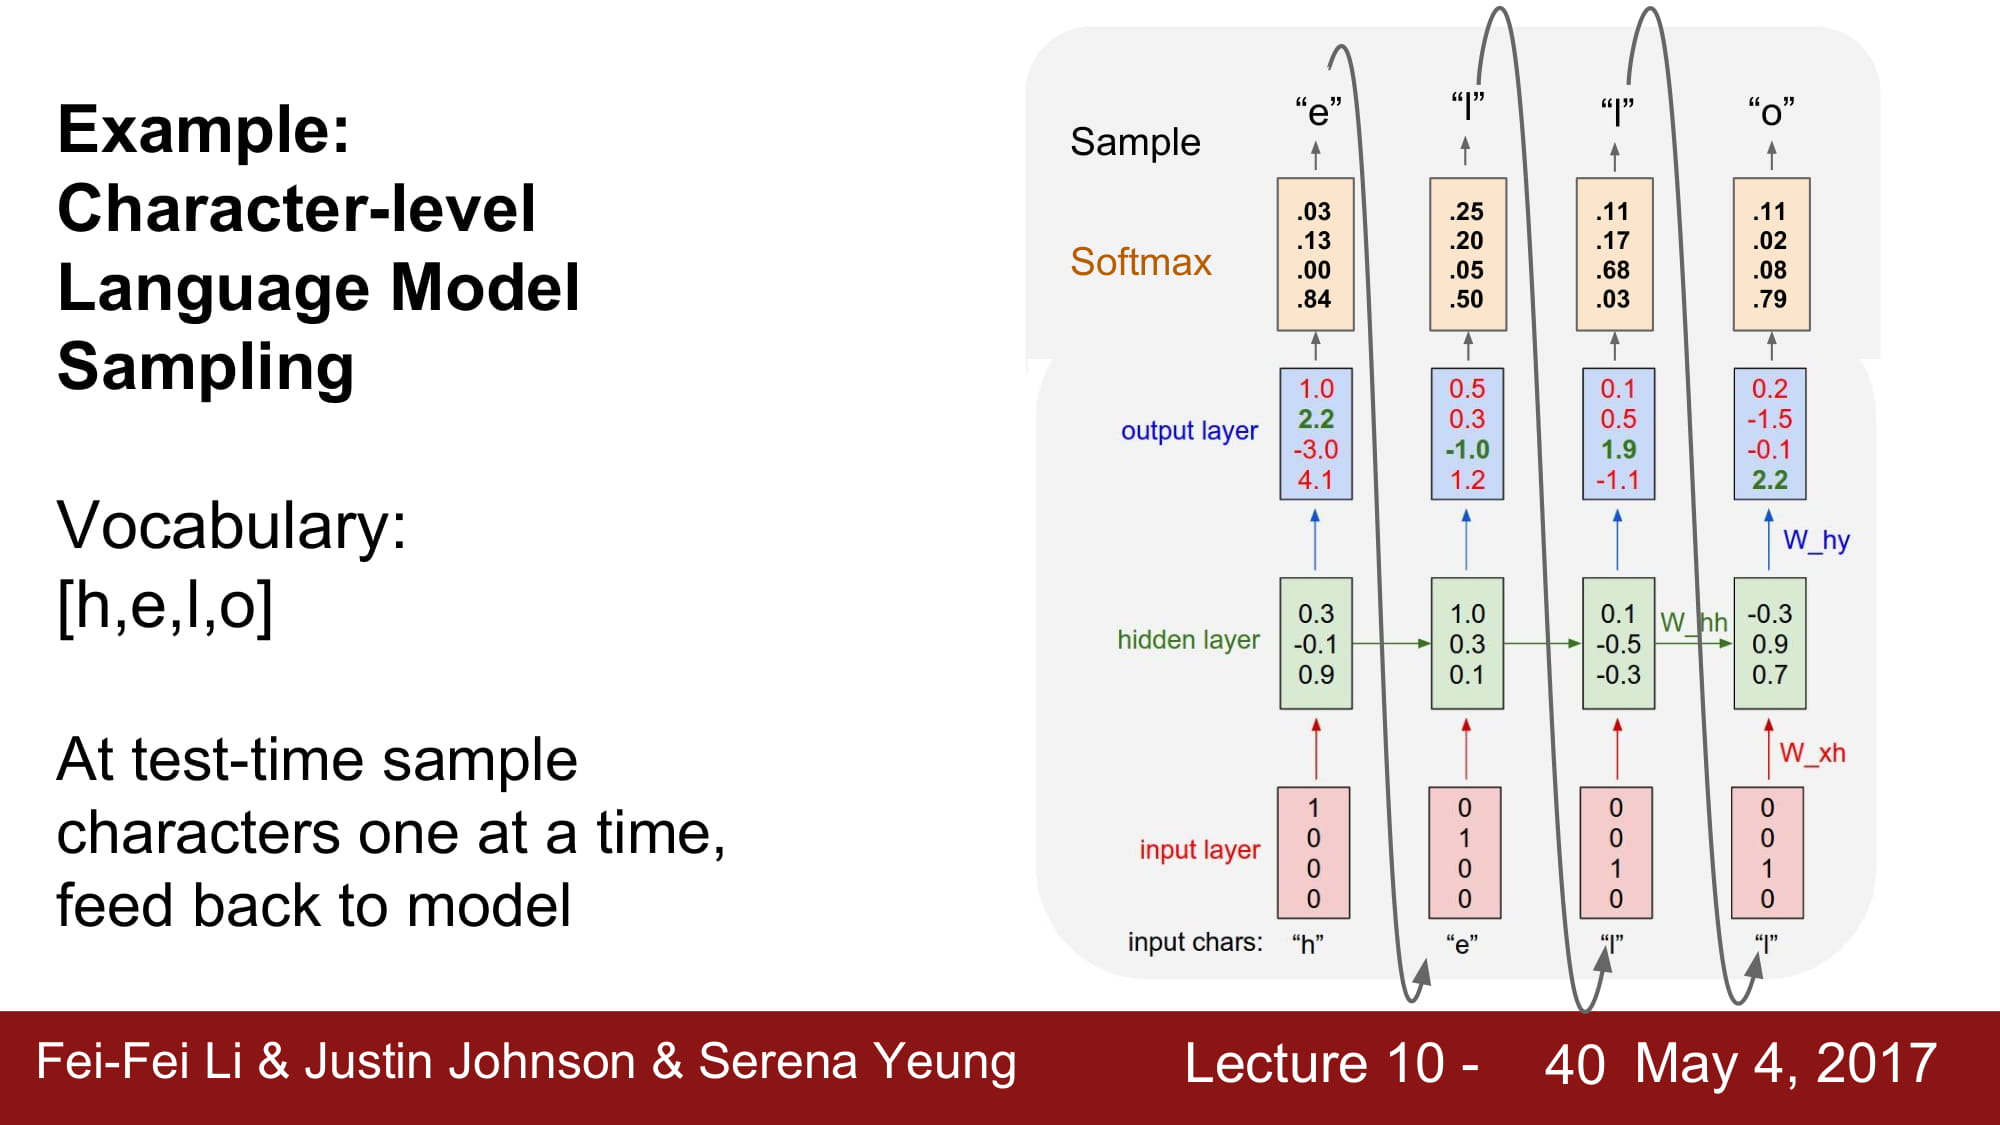 Example:
Character-level
Language Model
Sampling
Vocabulary:
[h,e,l,o]
At test-time sample
characters one at a time,
feed back to model
Sample
“e” “l” “l” “o”
Softmax
.03 .25 .11 .11
.13 .20 .17 .02
.00 .05 .68 .08
.84 .50 .03 .79
output layer
1.0 0.5 0.1 0.2
2.2 0.3 0.5 -1.5
-3.0 -1.0 1.9 -0.1
4.1 1.2 -1.1 2.2
W_hy
hidden layer
0.3 1.0 0.1 -0.3
-0.1 0.3 -0.5 0.9
0.9 0.1 -0.3 0.7
W_hh
W_xh
input layer
1 0 0 0
0 1 0 0
0 0 1 1
0 0 0 0
input chars: “h” “e” “l” “l”
Fei-Fei Li & Justin Johnson & Serena Yeung
Lecture 10 - 40 May 4, 2017